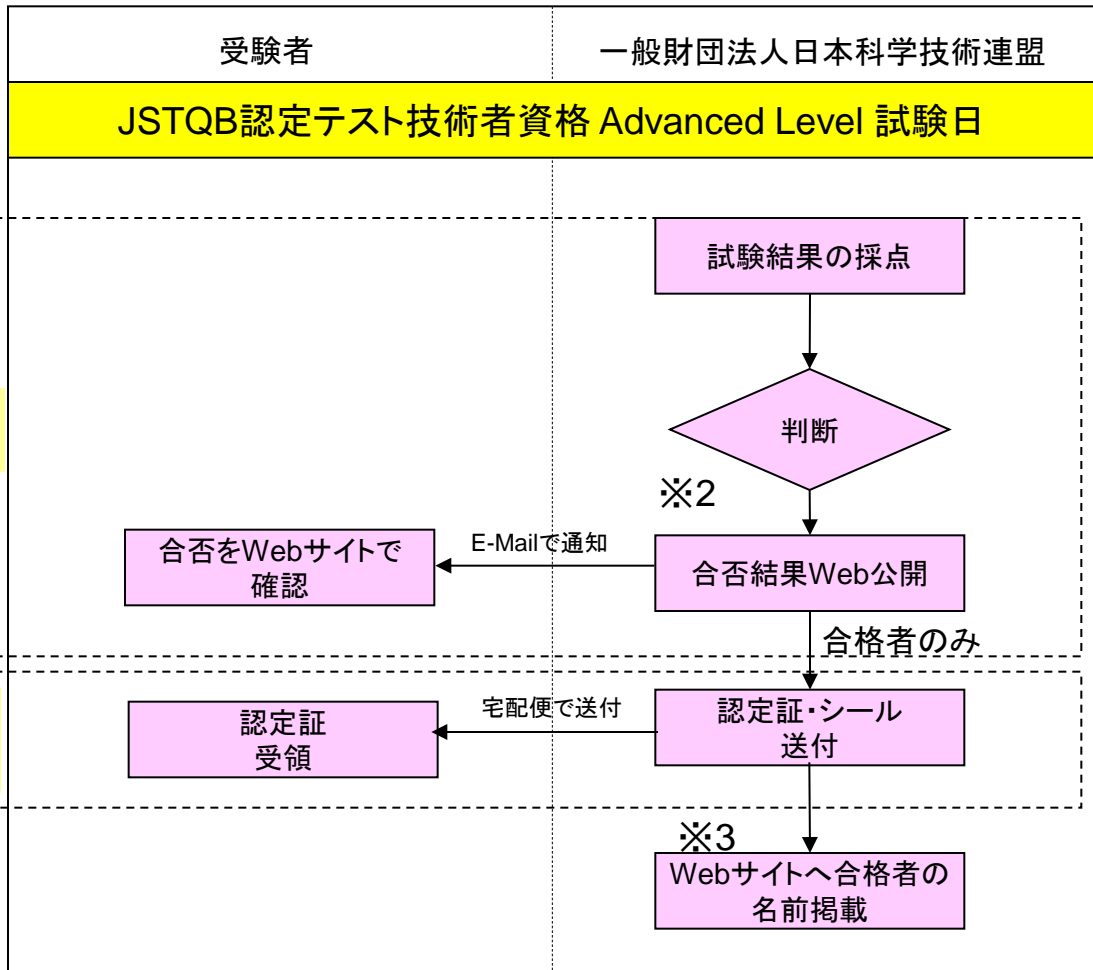 受験者
一般財団法人日本科学技術連盟
JSTQB認定テスト技術者資格 Advanced Level 試験日
試験結果の採点
判断
※2
合否をWebサイトで
確認
E-Mailで通知
合否結果Web公開
合格者のみ
認定証
受領
宅配便で送付
認定証・シール
送付
※3
Webサイトへ合格者の
名前掲載